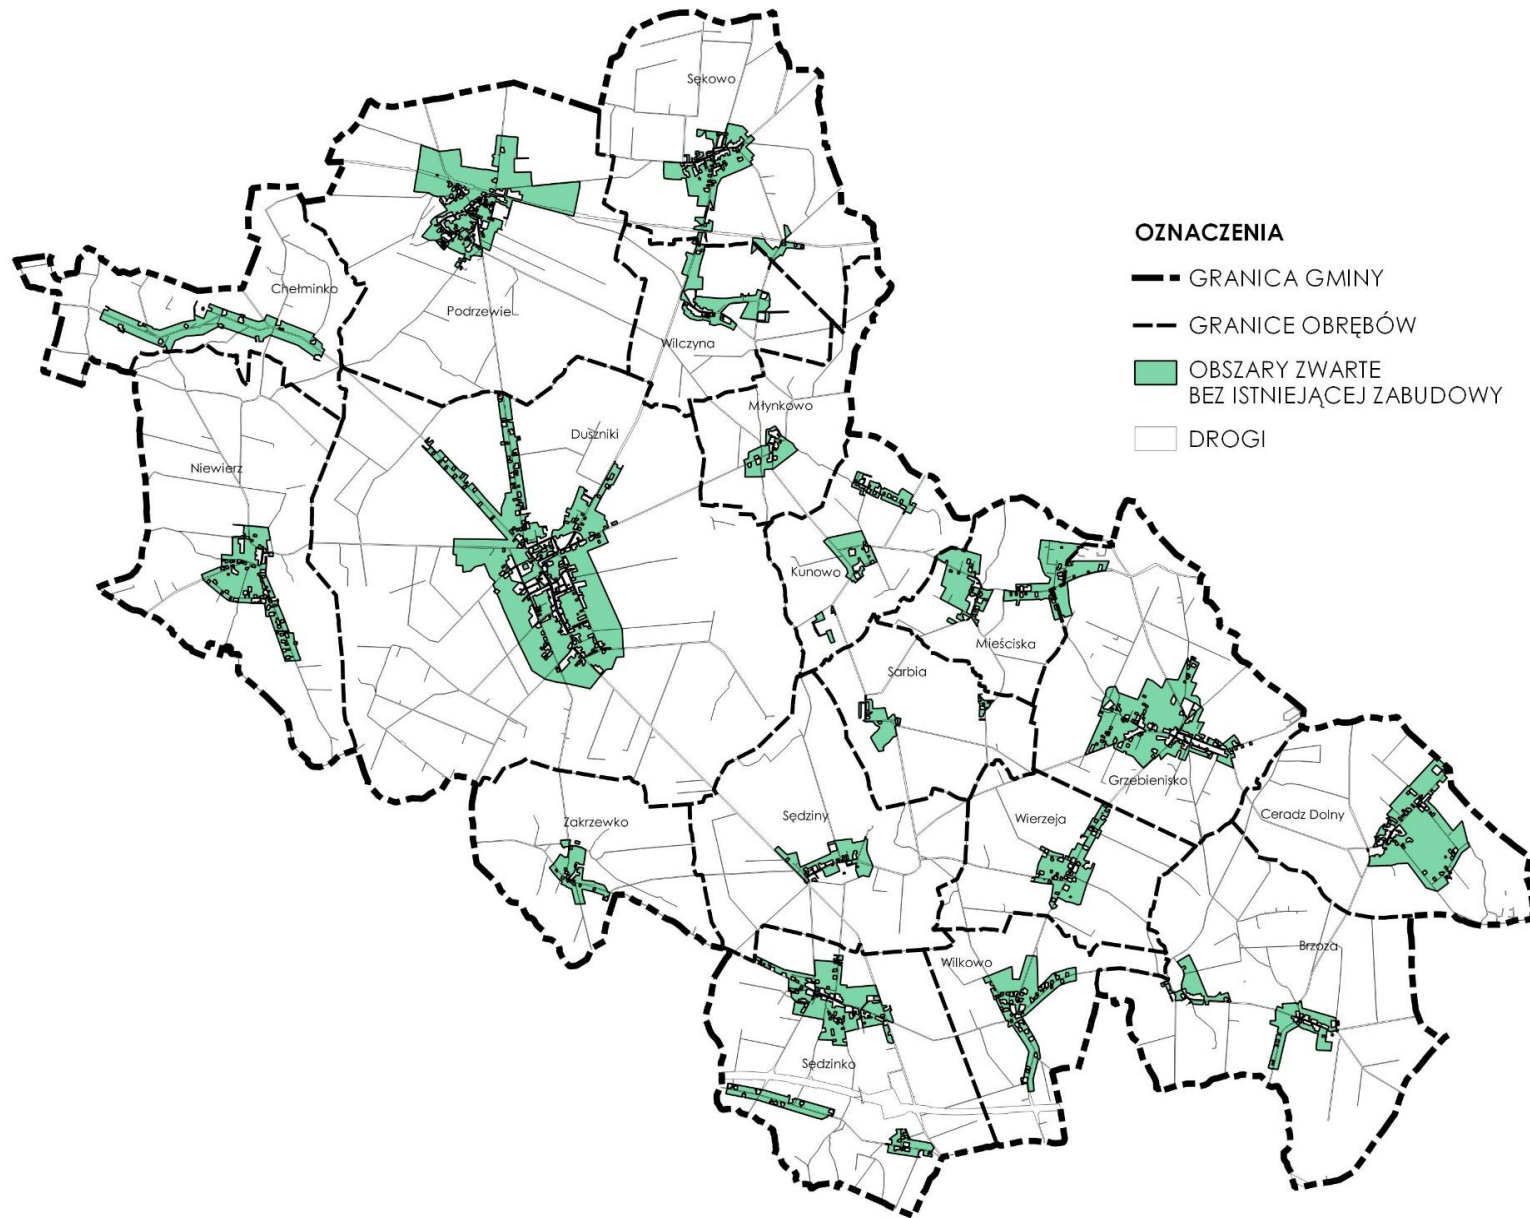 Sękowo
OZNACZENIA
GRANICA GMINY
Chełminko
Podrzewie
GRANICE OBRĘBÓW
Wilczyna
OBSZARY ZWARTE
BEZ ISTNIEJĄCEJ ZABUDOWY
Młynkowo
Duszniki
DROGI
Niewierz
Kunowo
Mieściska
Sarbia
Grzebienisko
Zakrzewko
Sędziny
Wierzeja
Ceradz Dolny
Brzoza
Wilkowo
Sędzinko